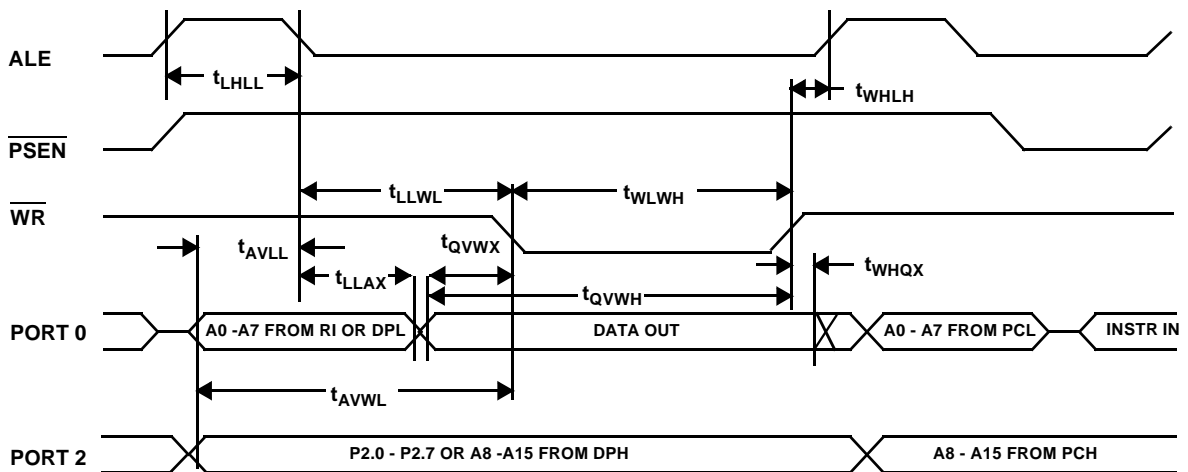 ALE
tLHLL
tWHLH
PSEN
tLLWL
tWLWH
WR
tAVLL
tQVWX
tLLAX
tWHQX
tQVWH
PORT 0
A0 -A7 FROM RI OR DPL
DATA OUT
A0 - A7 FROM PCL
INSTR IN
tAVWL
PORT 2
P2.0 - P2.7 OR A8 -A15 FROM DPH
A8 - A15 FROM PCH